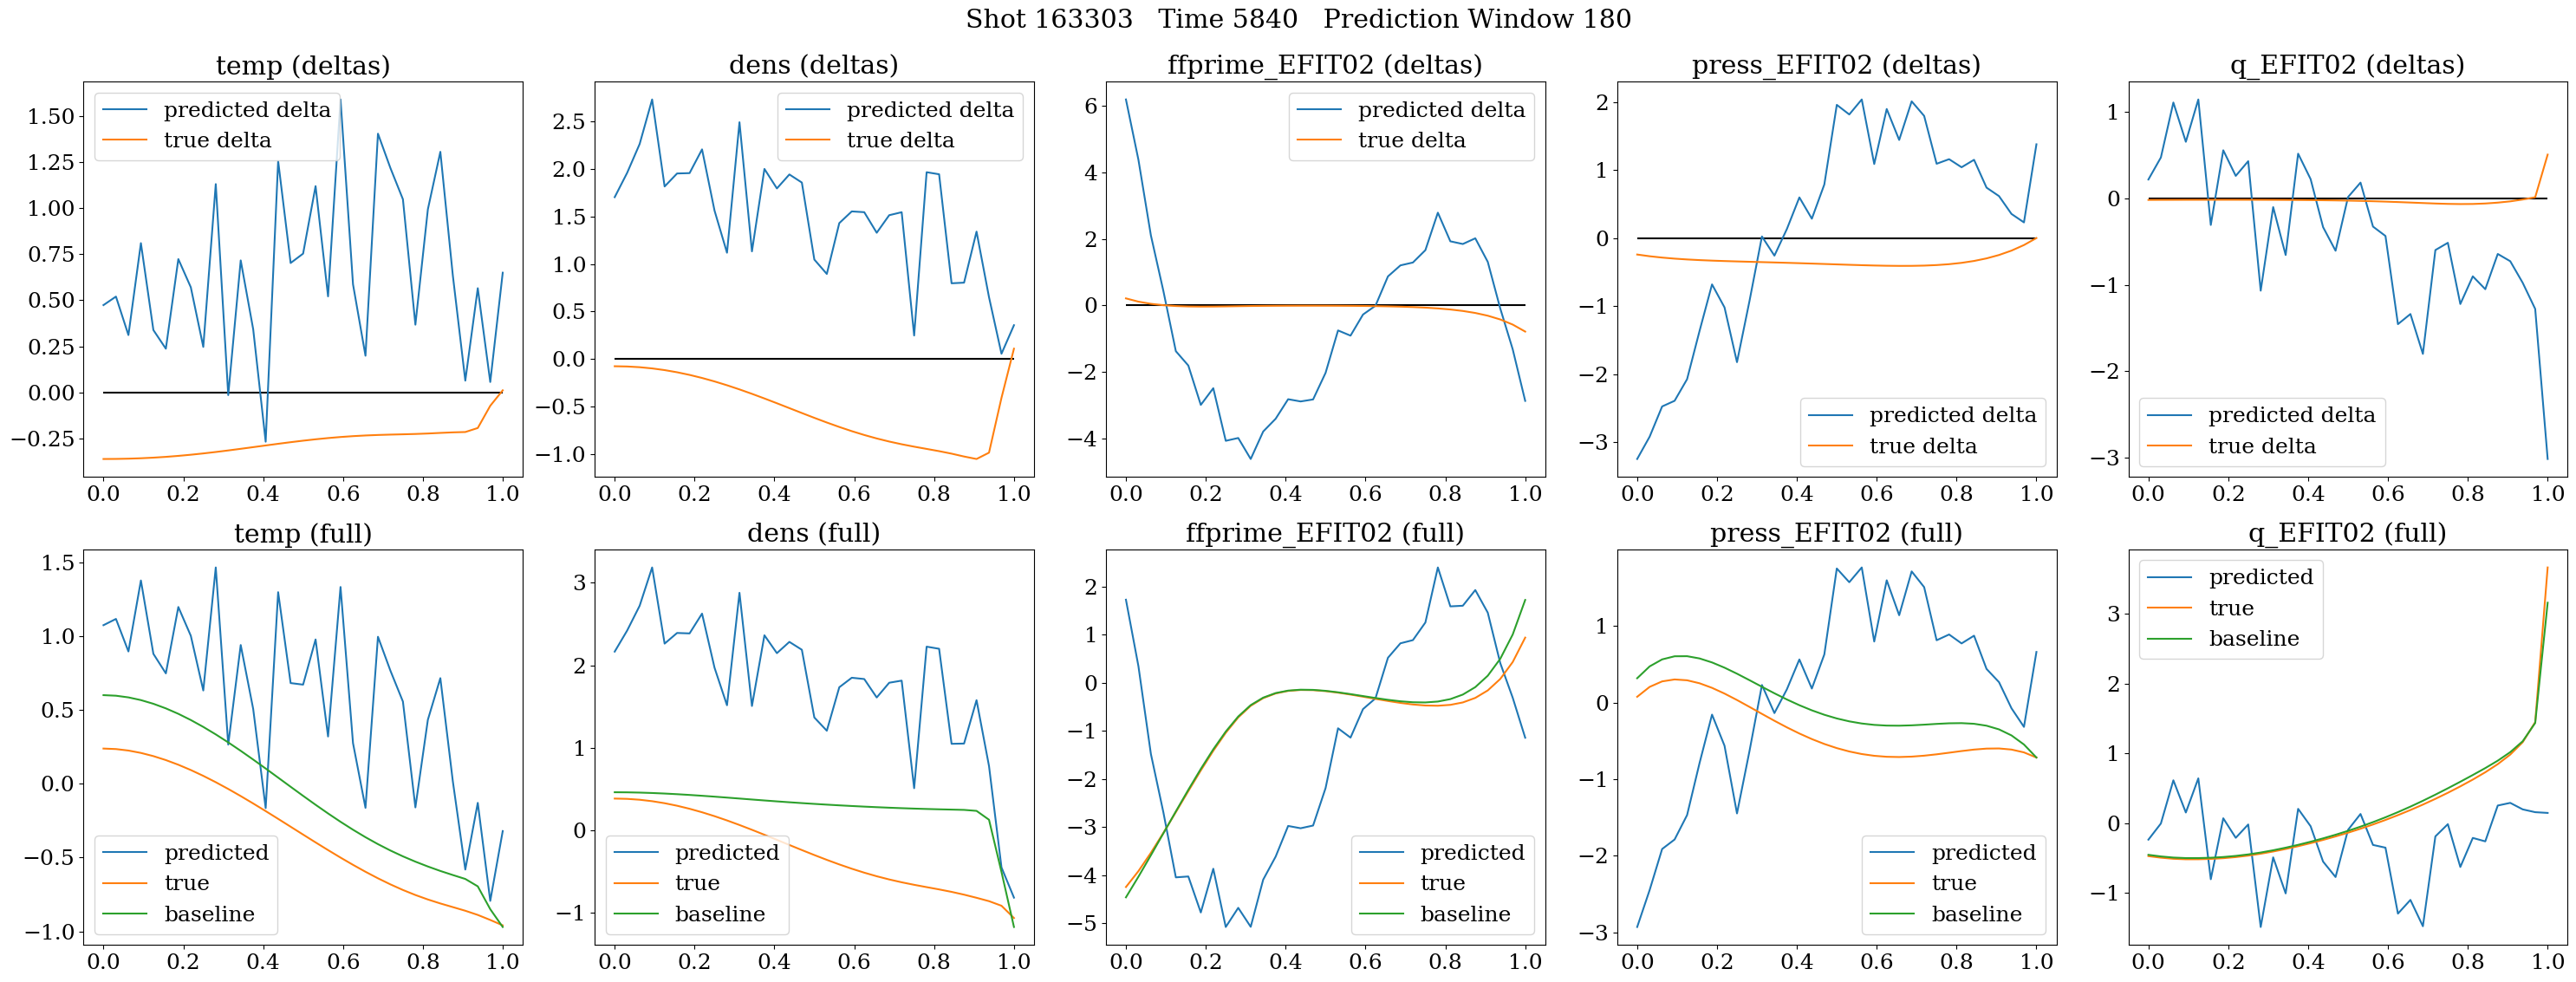 Shot 163303   Time 5840   Prediction Window 180
temp (deltas)
predicted delta
true delta
1.50
1.25
1.00
0.75
0.50
0.25
0.00
−0.25
0.0 0.2 0.4 0.6 0.8 1.0
dens (deltas)
predicted delta
true delta
2.5
2.0
1.5
1.0
0.5
0.0
−0.5
−1.0
0.0 0.2 0.4 0.6 0.8 1.0
ffprime_EFIT02 (deltas)
predicted delta
true delta
6
4
2
0
−2
−4
0.0 0.2 0.4 0.6 0.8 1.0
press_EFIT02 (deltas)
2
1
0
−1
−2
−3
predicted delta
true delta
0.0 0.2 0.4 0.6 0.8 1.0
q_EFIT02 (deltas)
1
0
−1
−2
−3
predicted delta
true delta
0.0 0.2 0.4 0.6 0.8 1.0
temp (full)
1.5
1.0
0.5
0.0
−0.5
−1.0
predicted
true
baseline
0.0 0.2 0.4 0.6 0.8 1.0
dens (full)
3
2
1
0
−1
predicted
true
baseline
0.0 0.2 0.4 0.6 0.8 1.0
ffprime_EFIT02 (full)
2
1
0
−1
−2
−3
−4
−5
predicted
true
baseline
0.0 0.2 0.4 0.6 0.8 1.0
press_EFIT02 (full)
1
0
−1
−2
−3
predicted
true
baseline
0.0 0.2 0.4 0.6 0.8 1.0
q_EFIT02 (full)
predicted
true
baseline
3
2
1
0
−1
0.0 0.2 0.4 0.6 0.8 1.0